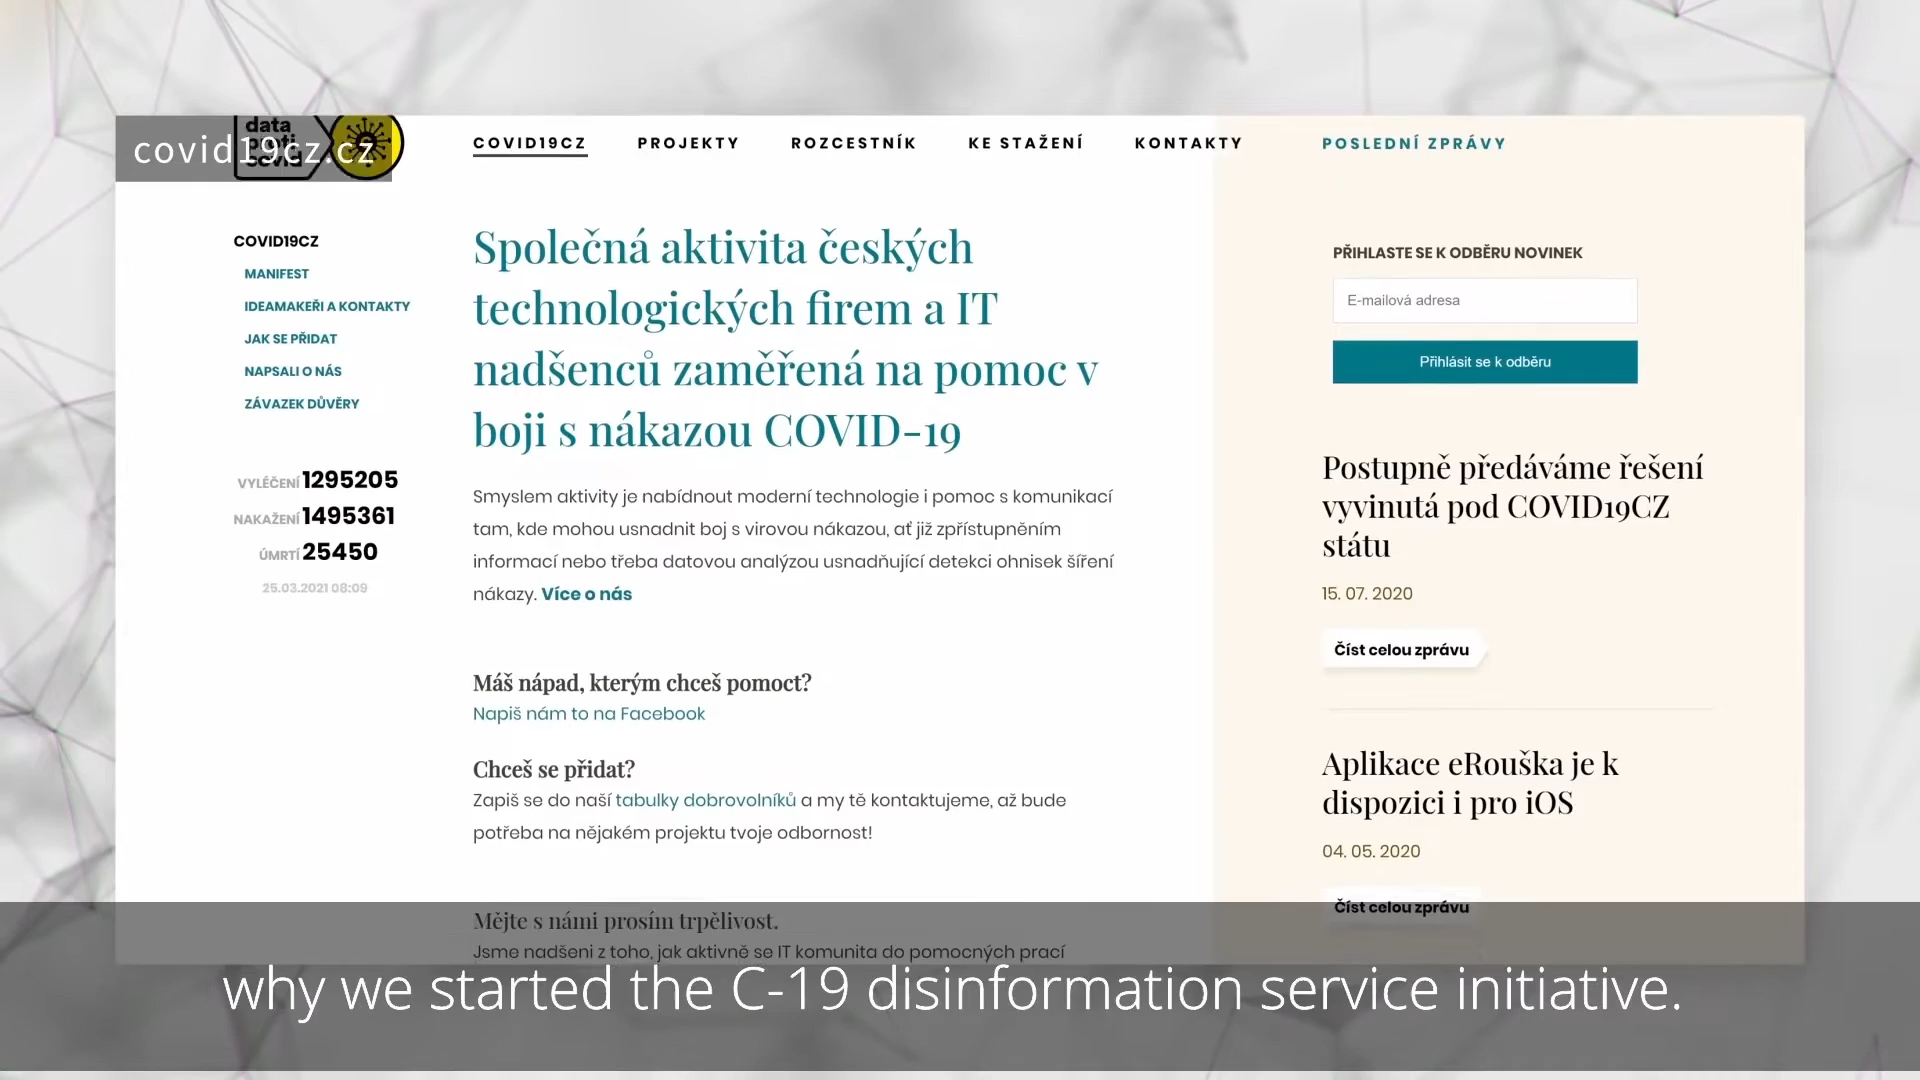 data
covid19cz.cz
COVID19CZ
PROJEKTY
ROZCESTNÍK
KE STAŽENÍ
KONTAKTY
POSLEDNÍ ZPRÁVY
COVID19CZ
MANIFEST
IDEAMAKEŘI A KONTAKTY
JAK SE PŘIDAT
NAPSALI O NÁS
ZÁVAZEK DŮVĚRY
VYLÉČENÍ 1295205
NAKAŽENÍ 1495361
ÚMRTÍ 25450
25.03.2021 08:09
Společná aktivita českých
technologických firem a IT
nadšenců zaměřená na pomoc v
boji s nákazou COVID-19
Smyslem aktivity je nabídnout moderní technologie i pomoc s komunikací
tam, kde mohou usnadnit boj s virovou nákazou, ať již zpřístupněním
informací nebo třeba datovou analýzou usnadňující detekci ohnisek šíření
nákazy. Více o nás
Máš nápad, kterým chceš pomoct?
Napiš nám to na Facebook
Chceš se přidat?
Zapiš se do naší tabulky dobrovolníků a my tě kontaktujeme, až bude
potřeba na nějakém projektu tvoje odbornost!
Mějte s námi prosím trpělivost.
Jsme nadšeni z toho, jak aktivně se IT komunita do pomocných prací
PŘIHLASTE SE K ODBĚRU NOVINEK
E-mailová adresa
Přihlásit se k odběru
Postupně předáváme řešení
vyvinutá pod COVID19CZ
státu
15. 07. 2020
Číst celou zprávu
Aplikace eRouška je k
dispozici i pro iOS
04. 05. 2020
Číst celou zprávu
why we started the C-19 disinformation service initiative.